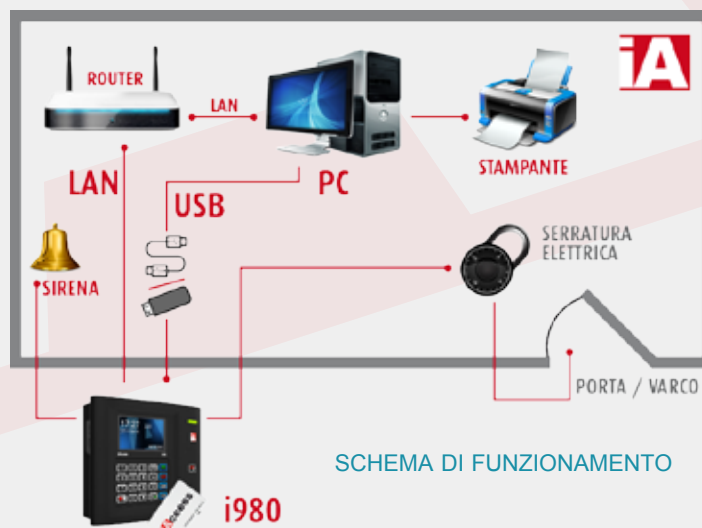 iA
ROUTER
LAN
LAN
USB
PC
STAMPANTE
SIRENA
SERRATURA
ELETTRICA
PORTA / VARCO
SCHEMA DI FUNZIONAMENTO
i980